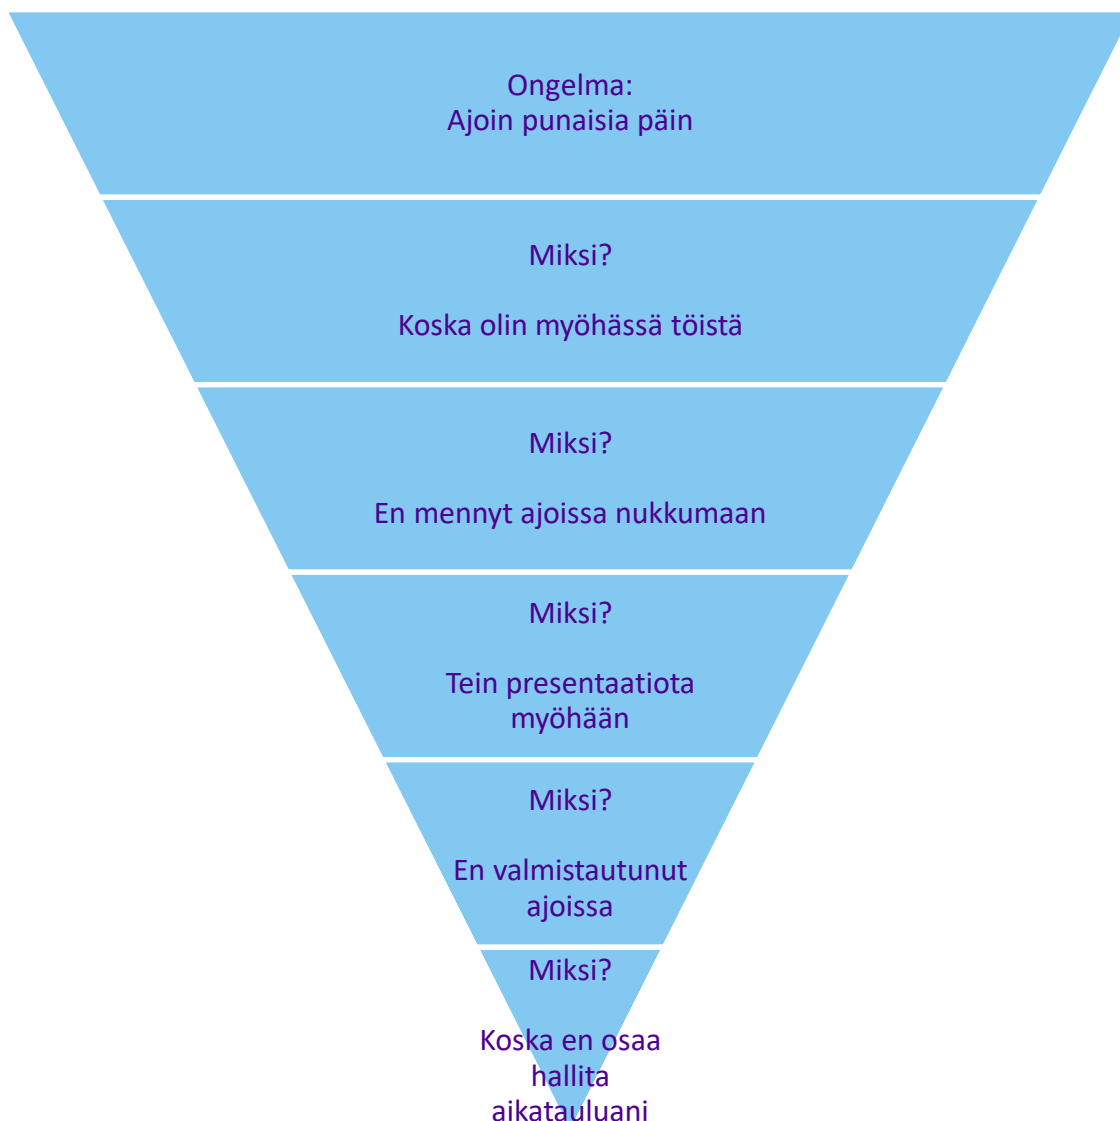 Ongelma:
Ajoin punaisia päin
Miksi?
Koska olin myöhässä töistä
Miksi?
En mennyt ajoissa nukkumaan
Miksi?
Tein presentaatiota
myöhään
Miksi?
En valmistautunut
ajoissa
Miksi?
Koska en osaa
hallita
aikatauluani